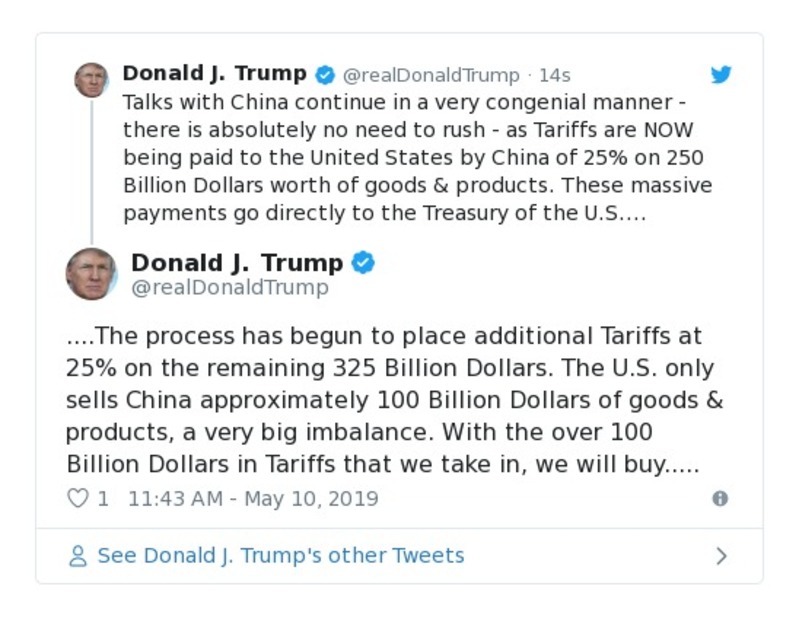 Donald J. Trump @realDonaldTrump · 14s
Talks with China continue in a very congenial manner -
there is absolutely no need to rush - as Tariffs are NOW
being paid to the United States by China of 25% on 250
Billion Dollars worth of goods & products. These massive
payments go directly to the Treasury of the U.S....
Donald J. Trump
@realDonaldTrump
....The process has begun to place additional Tariffs at
25% on the remaining 325 Billion Dollars. The U.S. only
sells China approximately 100 Billion Dollars of goods &
products, a very big imbalance. With the over 100
Billion Dollars in Tariffs that we take in, we will buy.....
1 11:43 AM - May 10, 2019
See Donald J. Trump's other Tweets